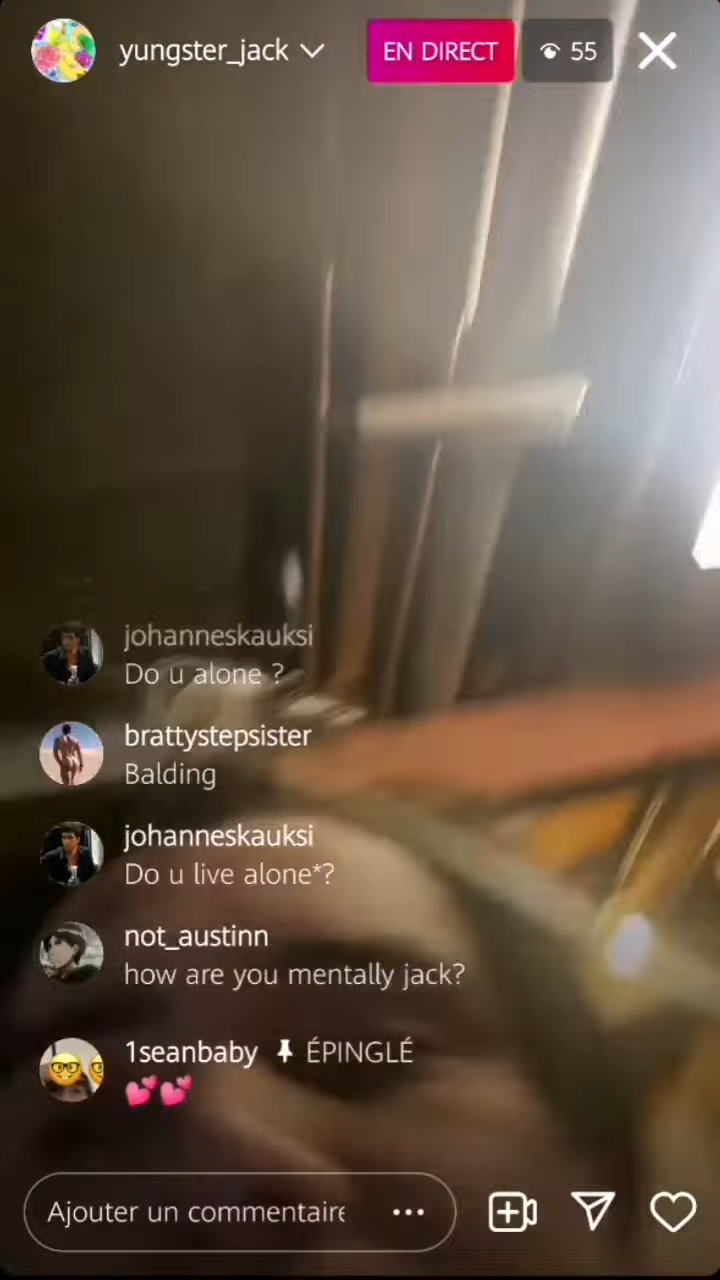 yungster_jack EN DIRECT 55
johanneskauksi
Do u alone ?
brattystepsister
Balding
johanneskauksi
Do u live alone*?
not_austinn
how are you mentally jack?
1seanbaby ÉPINGLÉ
💕💕
Ajouter un commentaire